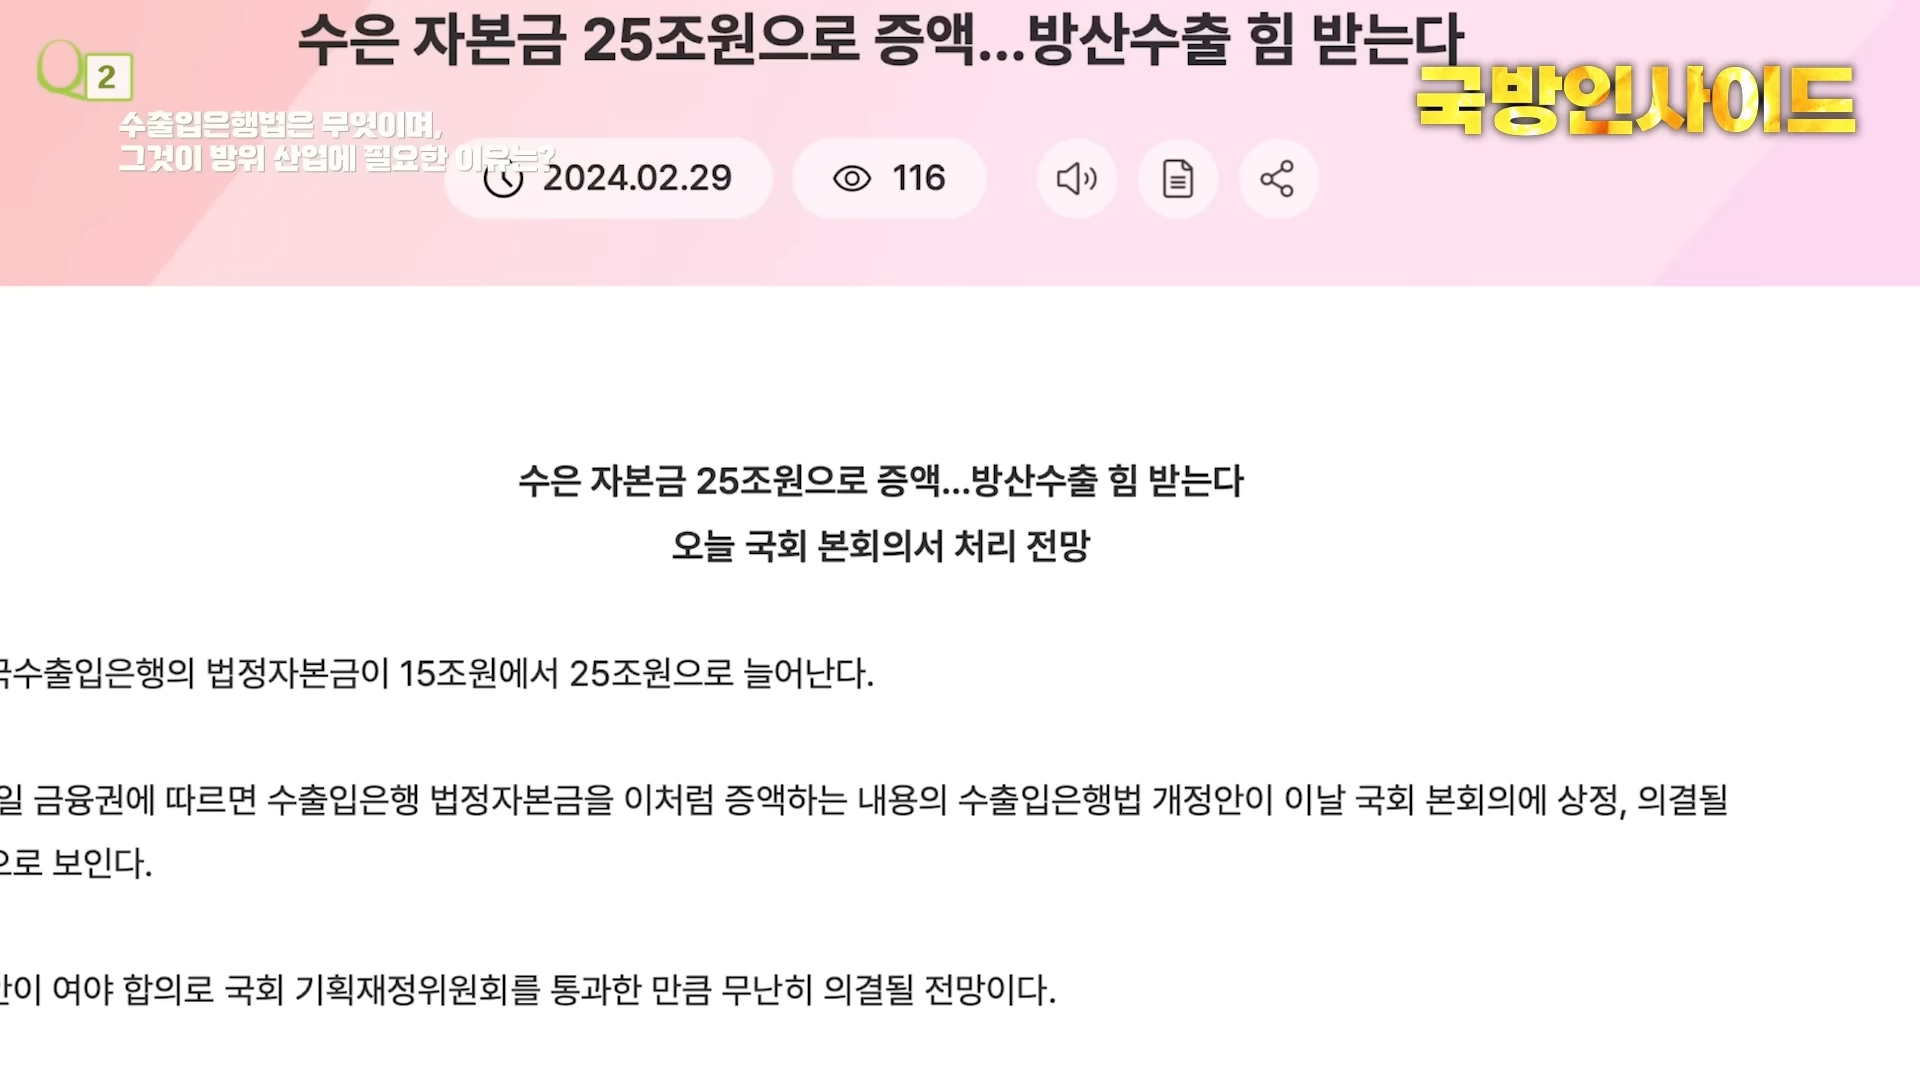 수은 자본금 25조원으로 증액...방산수출 힘 받는다
Q2
국방인사이드
수출입은행법은 무엇이며,
그것이 방위 산업에 필요한 이유는?
2024.02.29 116
수은 자본금 25조원으로 증액...방산수출 힘 받는다
오늘 국회 본회의서 처리 전망
국수출입은행의 법정자본금이 15조원에서 25조원으로 늘어난다.
일 금융권에 따르면 수출입은행 법정자본금을 이처럼 증액하는 내용의 수출입은행법 개정안이 이날 국회 본회의에 상정, 의결될
으로 보인다.
안이 여야 합의로 국회 기획재정위원회를 통과한 만큼 무난히 의결될 전망이다.